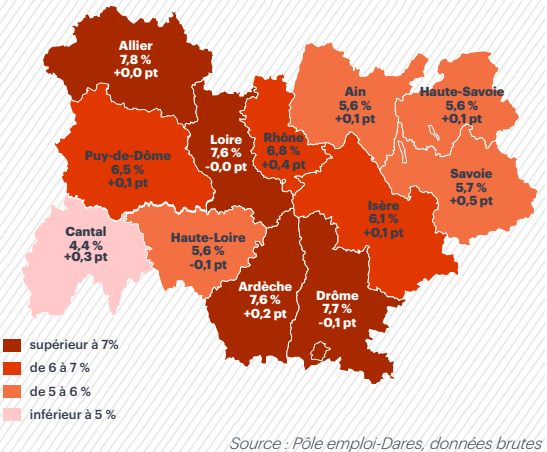 Allier
7,8 %
+0,0 pt
Ain
5,6 %
+0,1 pt
Haute-Savoie
5,6 %
+0,1 pt
Loire
7,6 %
-0,0 pt
Rhône
6,8 %
+0,4 pt
Puy-de-Dôme
6,5 %
+0,1 pt
Savoie
5,7 %
+0,5 pt
Isère
6,1 %
+0,1 pt
Cantal
4,4 %
+0,3 pt
Haute-Loire
5,6 %
-0,1 pt
Ardèche
7,6 %
+0,2 pt
Drôme
7,7 %
-0,1 pt
supérieur à 7%
de 6 à 7 %
de 5 à 6 %
inférieur à 5 %
Source : Pôle emploi-Dares, données brutes